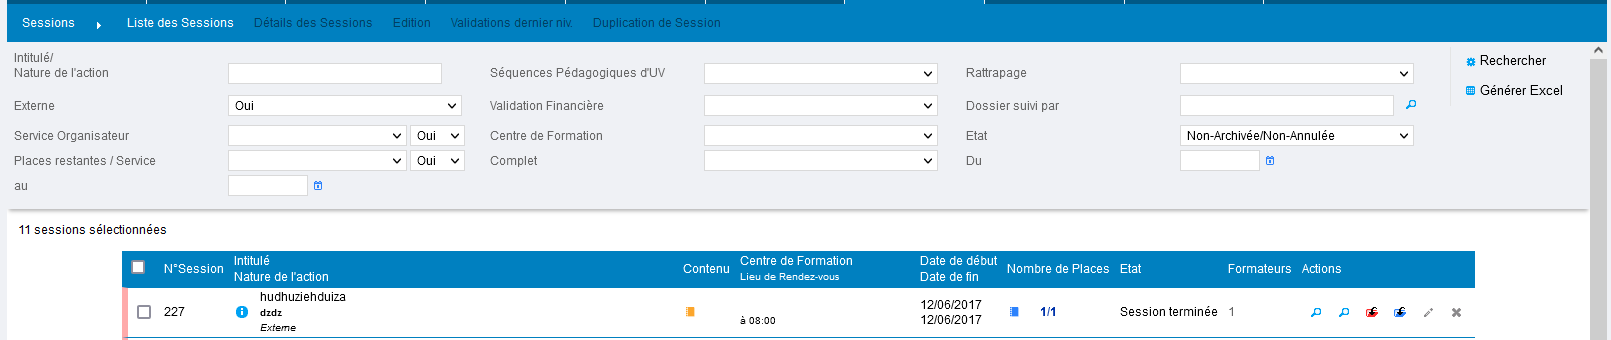 Sessions Liste des Sessions Détails des Sessions Edition Validations dernier niv. Duplication de Session
Intitulé/
Nature de l'action Séquences Pédagogiques d'UV Rattrapage Rechercher
Générer Excel
Externe Oui Validation Financière Dossier suivi par
Service Organisateur Oui Centre de Formation Etat Non-Archivée/Non-Annulée
Places restantes / Service Oui Complet Du
au
11 sessions sélectionnées
N°Session Intitulé Contenu Centre de Formation Date de début Nombre de Places Etat Formateurs Actions
Nature de l'action Lieu de Rendez-vous Date de fin
hudhuziehduiza 12/06/2017
227 dzdz 1/1 Session terminée 1
Externe à 08:00 12/06/2017